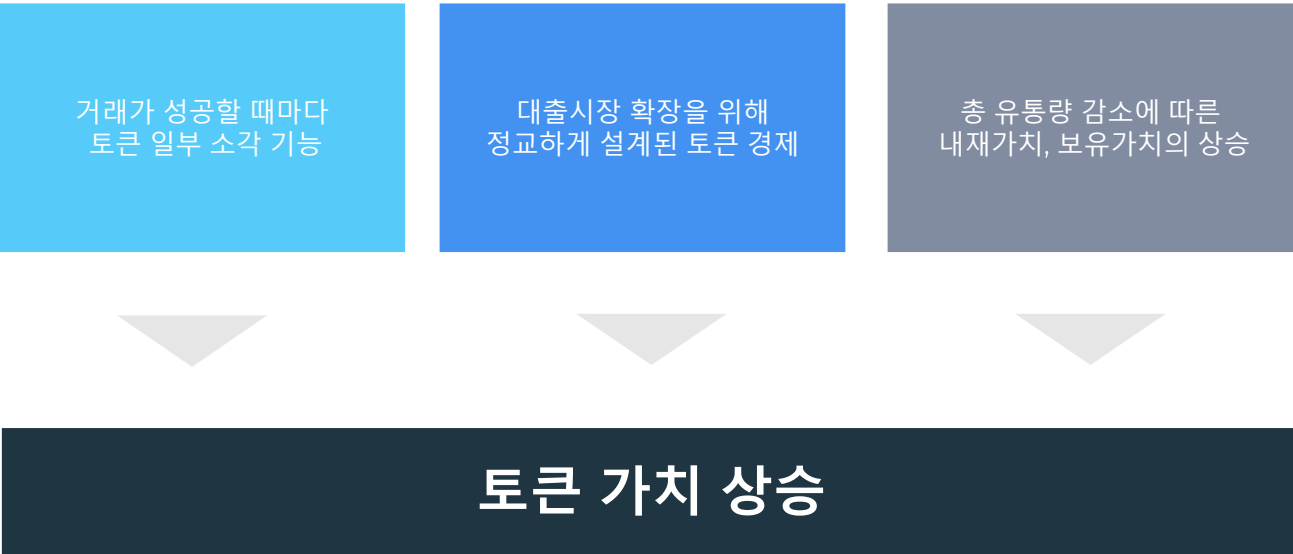 거래가 성공할 때마다
토큰 일부 소각 기능
대출시장 확장을 위해
정교하게 설계된 토큰 경제
총 유통량 감소에 따른
내재가치, 보유가치의 상승
토큰 가치 상승